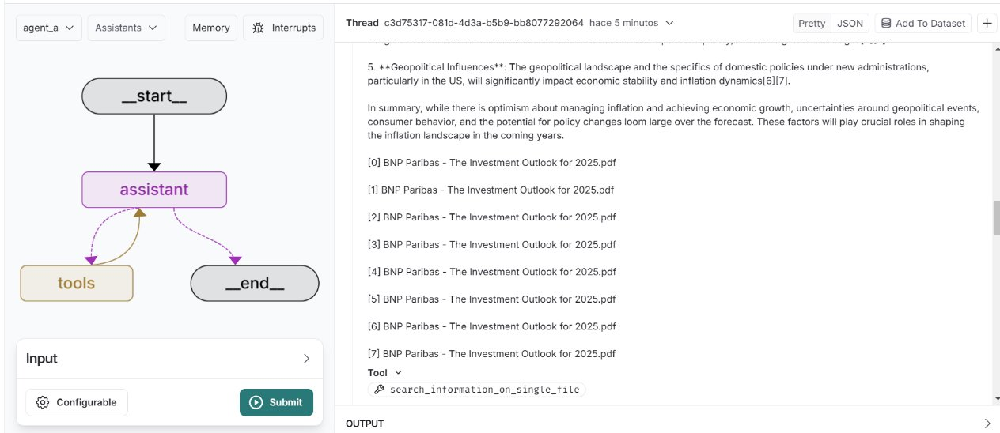 agent_a
Assistants
Memory
Interrupts
__start__
assistant
tools
__end__
Input
Configurable
Submit
Thread c3d75317-081d-4d3a-b5b9-bb8077292064 hace 5 minutos
Pretty
JSON
Add To Dataset
5. **Geopolitical Influences**: The geopolitical landscape and the specifics of domestic policies under new administrations,
particularly in the US, will significantly impact economic stability and inflation dynamics[6][7].
In summary, while there is optimism about managing inflation and achieving economic growth, uncertainties around geopolitical events,
consumer behavior, and the potential for policy changes loom large over the forecast. These factors will play crucial roles in shaping
the inflation landscape in the coming years.
[0] BNP Paribas - The Investment Outlook for 2025.pdf
[1] BNP Paribas - The Investment Outlook for 2025.pdf
[2] BNP Paribas - The Investment Outlook for 2025.pdf
[3] BNP Paribas - The Investment Outlook for 2025.pdf
[4] BNP Paribas - The Investment Outlook for 2025.pdf
[5] BNP Paribas - The Investment Outlook for 2025.pdf
[6] BNP Paribas - The Investment Outlook for 2025.pdf
[7] BNP Paribas - The Investment Outlook for 2025.pdf
Tool
search_information_on_single_file
OUTPUT